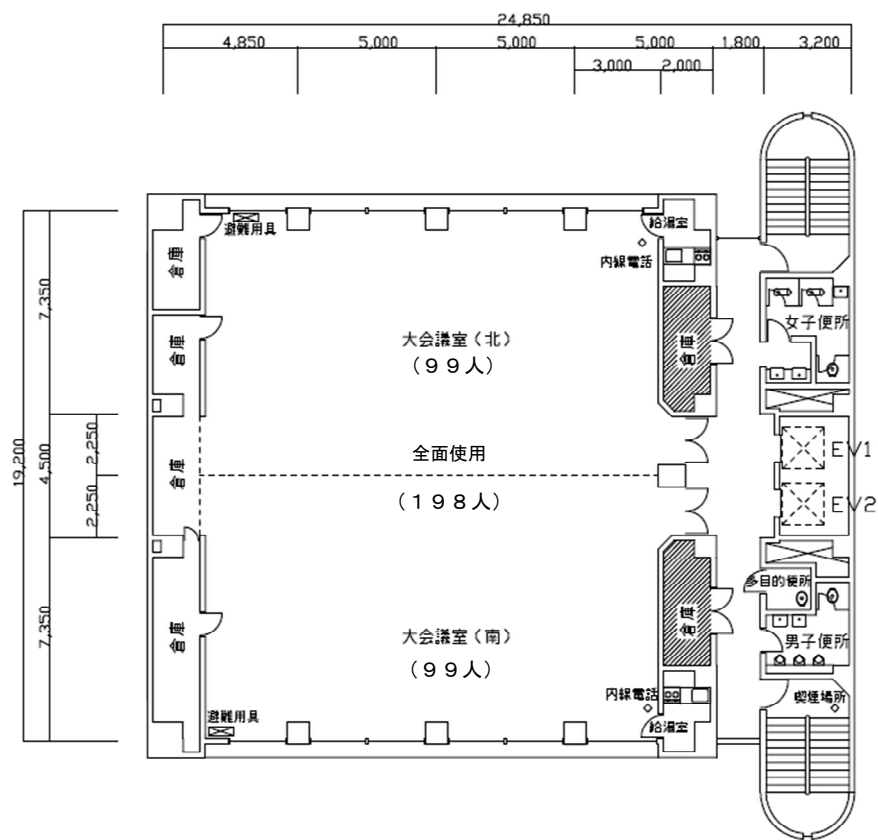 24,850
4,850 5,000 5,000 5,000 1,800 3,200
3,000 2,000
避難用具
給湯室
内線電話
倉庫
7,350
女子便所
倉庫
大会議室（北）
倉庫
（９９人）
2,250
全面使用
EV1
19,200
4,500
倉庫
（１９８人）
EV2
2,250
多目的便所
7,350
倉庫
大会議室（南）
倉庫
男子便所
（９９人）
内線電話
喫煙場所
避難用具
給湯室